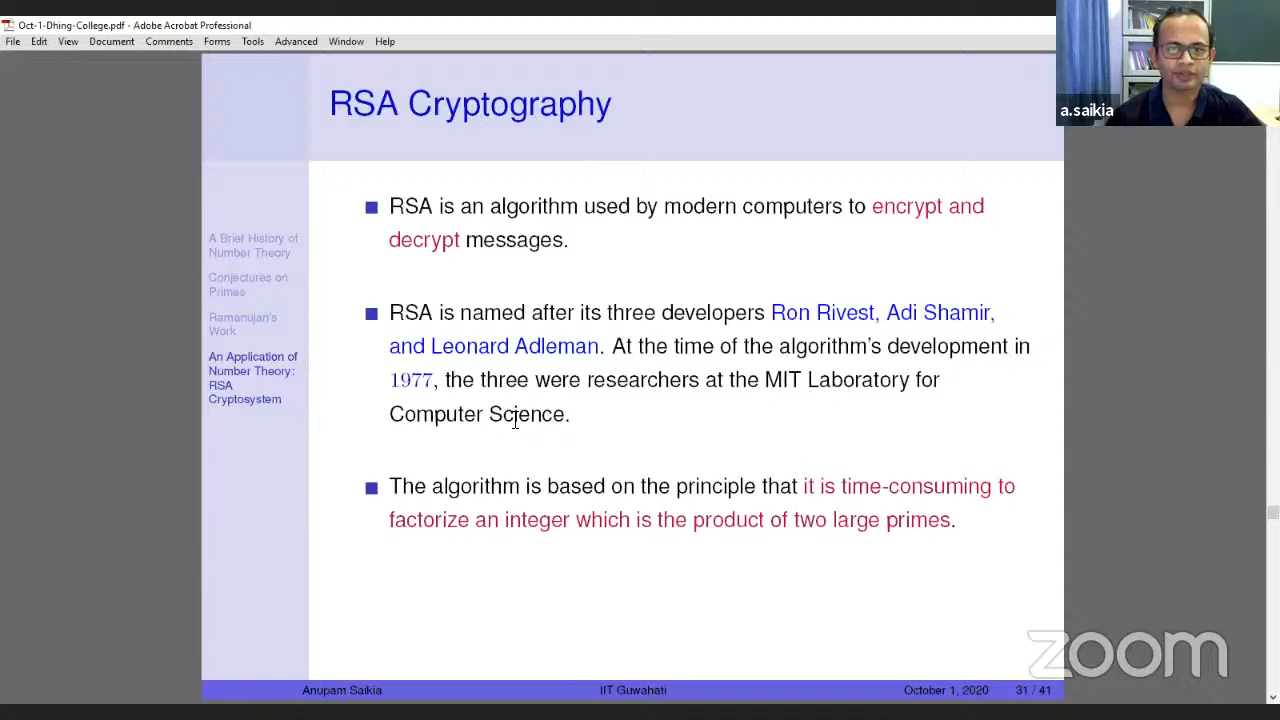 Oct-1-Dhing-College.pdf - Adobe Acrobat Professional
File Edit View Document Comments Forms Tools Advanced Window Help
a.saikia
RSA Cryptography
A Brief History of
Number Theory
Conjectures on
Primes
Ramanujan's
Work
An Application of
Number Theory:
RSA
Cryptosystem
RSA is an algorithm used by modern computers to encrypt and
decrypt messages.
RSA is named after its three developers Ron Rivest, Adi Shamir,
and Leonard Adleman. At the time of the algorithm's development in
1977, the three were researchers at the MIT Laboratory for
Computer Science.
The algorithm is based on the principle that it is time-consuming to
factorize an integer which is the product of two large primes.
zoom
Anupam Saikia IIT Guwahati October 1, 2020 31 / 41